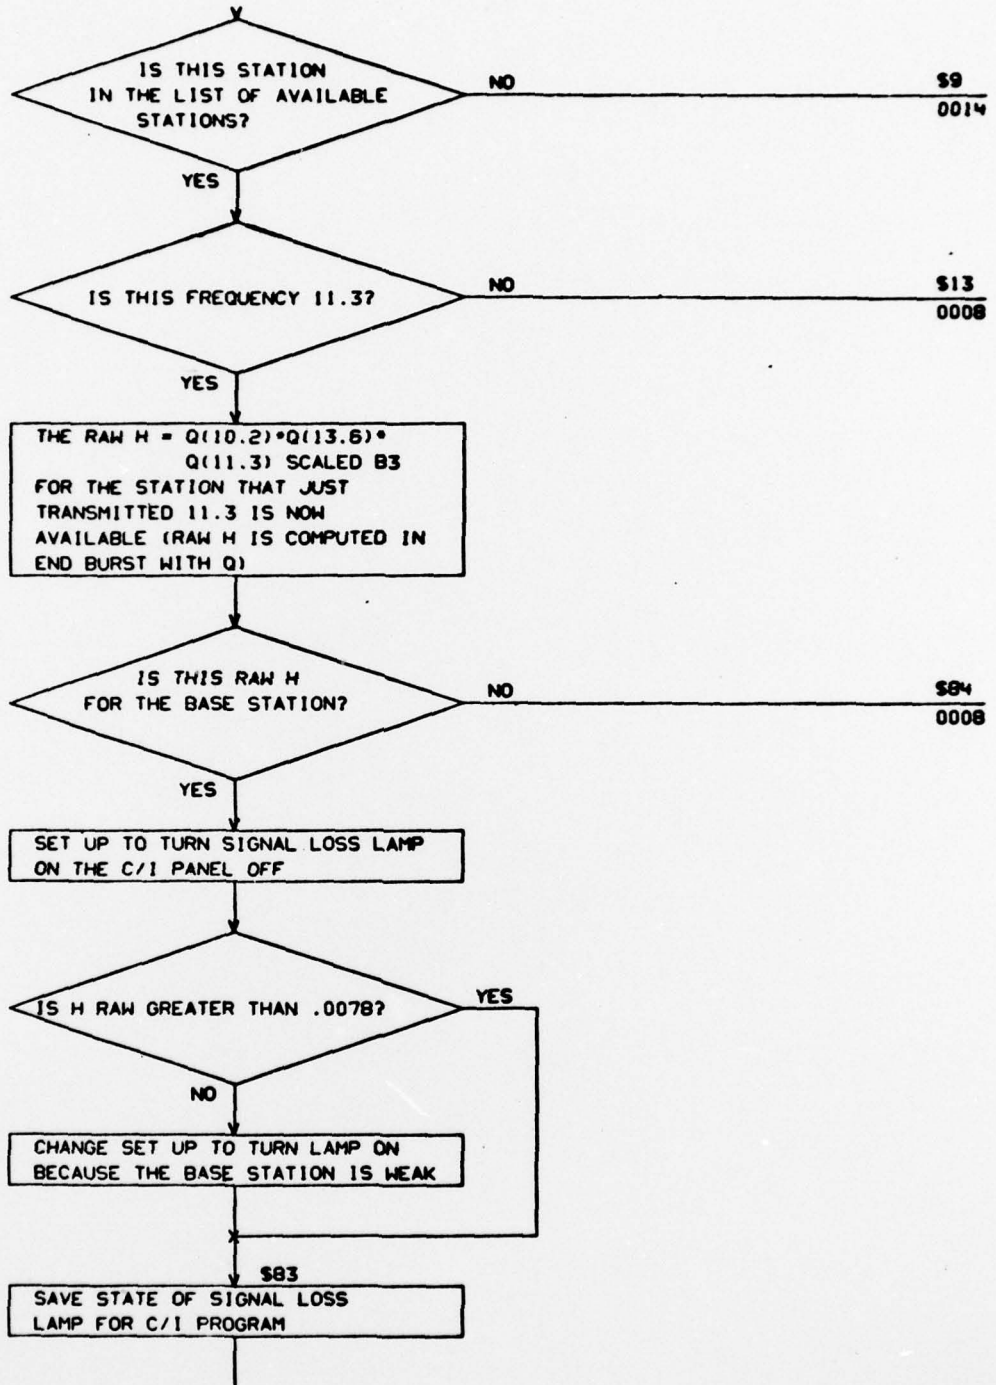 IS THIS STATION
IN THE LIST OF AVAILABLE
STATIONS?
NO
$9
0014
YES
IS THIS FREQUENCY 11.3?
NO
$13
0008
YES
THE RAW H = Q(10.2)*Q(13.6)*
Q(11.3) SCALED B3
FOR THE STATION THAT JUST
TRANSMITTED 11.3 IS NOW
AVAILABLE (RAW H IS COMPUTED IN
END BURST WITH Q)
IS THIS RAW H
FOR THE BASE STATION?
NO
$84
0008
YES
SET UP TO TURN SIGNAL LOSS LAMP
ON THE C/I PANEL OFF
IS H RAW GREATER THAN .0078?
YES
NO
CHANGE SET UP TO TURN LAMP ON
BECAUSE THE BASE STATION IS WEAK
$83
SAVE STATE OF SIGNAL LOSS
LAMP FOR C/I PROGRAM